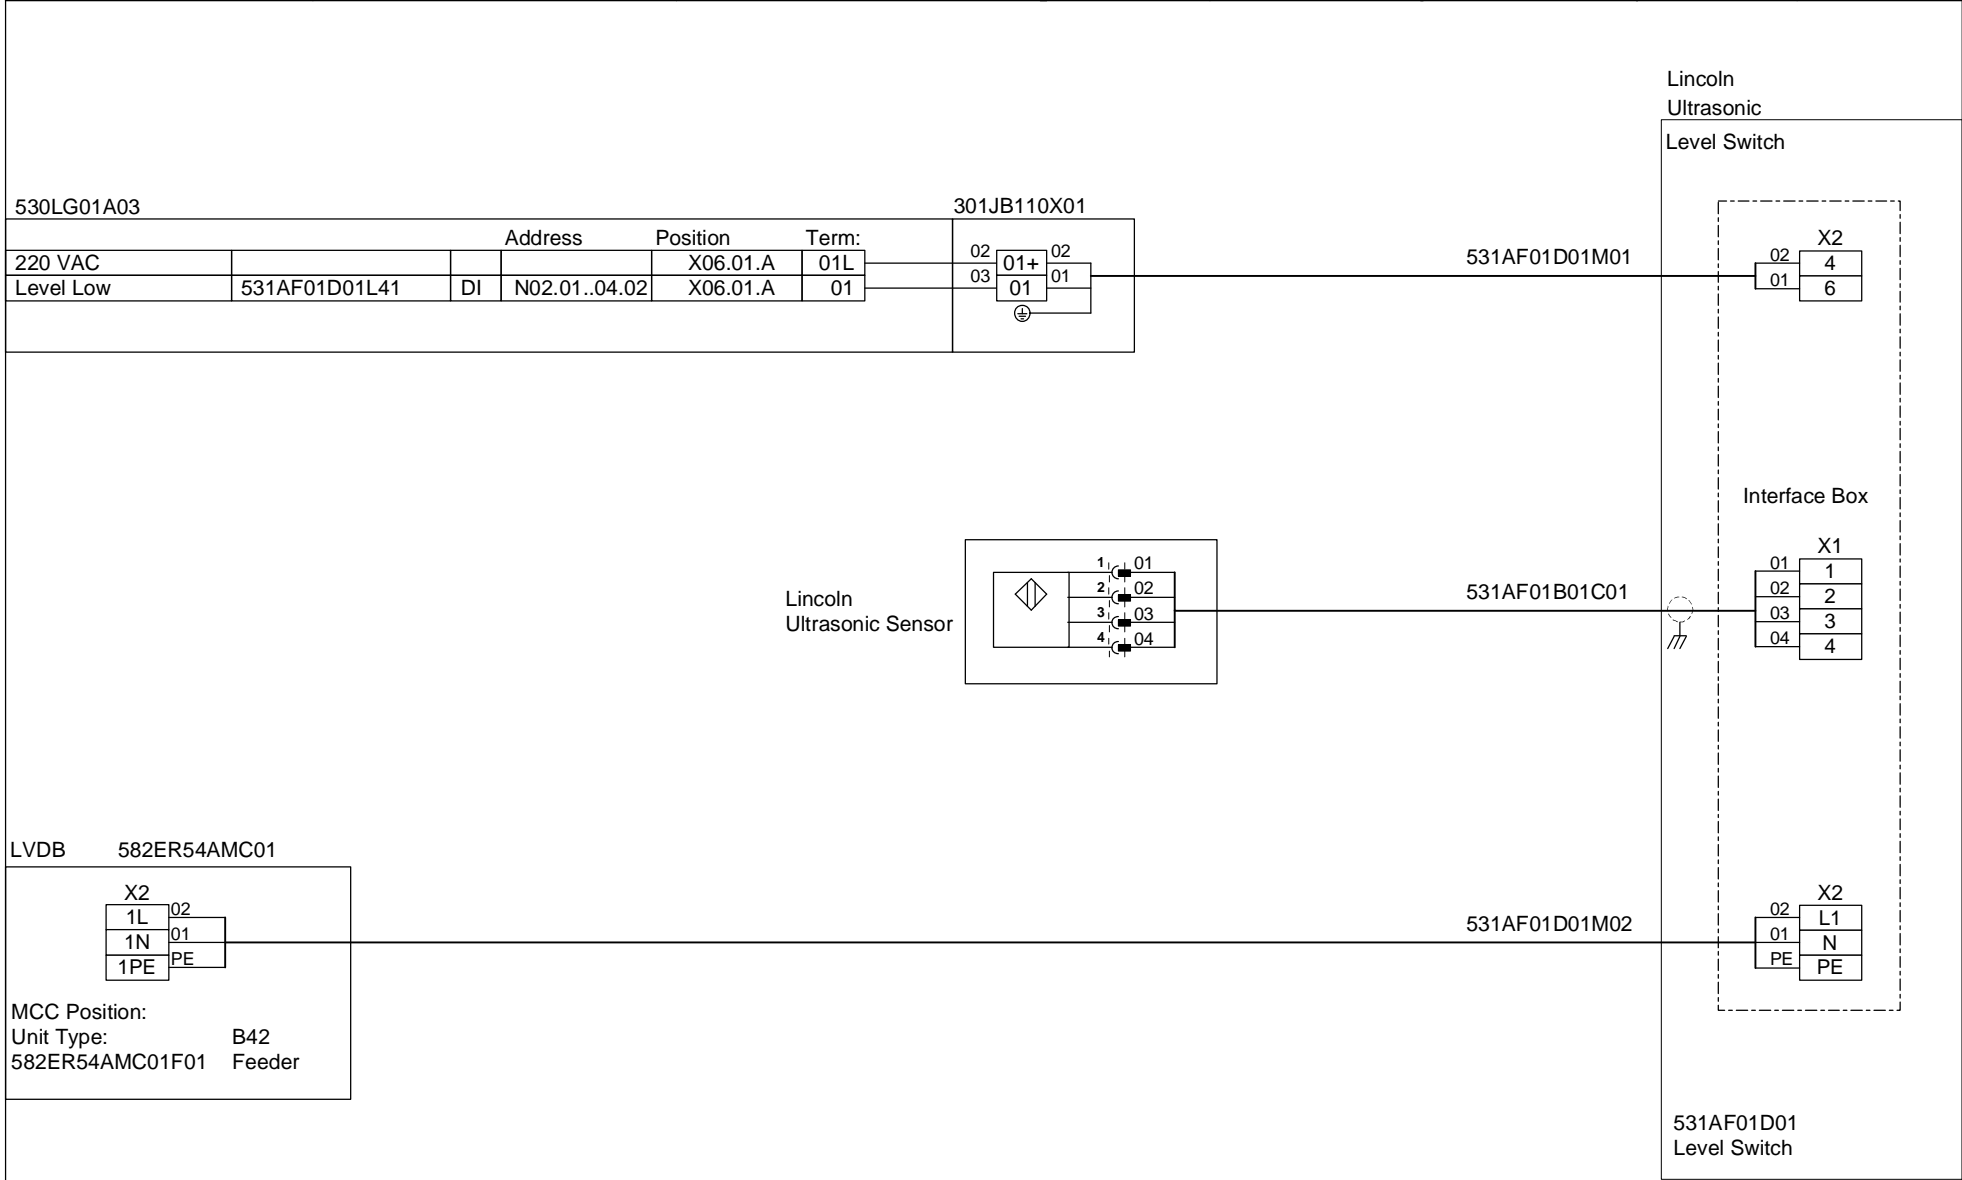 Lincoln
Ultrasonic
Level Switch
530LG01A03
301JB110X01
Address Position Term:
220 VAC X06.01.A 01L
Level Low 531AF01D01L41 DI N02.01..04.02 X06.01.A 01
02 01+ 02
03 01 01
531AF01D01M01
X2
02 4
01 6
Interface Box
Lincoln
Ultrasonic Sensor
1 01
2 02
3 03
4 04
531AF01B01C01
X1
01 1
02 2
03 3
04 4
LVDB 582ER54AMC01
X2
1L 02
1N 01
1PE PE
MCC Position:
Unit Type: B42
582ER54AMC01F01 Feeder
531AF01D01M02
X2
02 L1
01 N
PE PE
531AF01D01
Level Switch